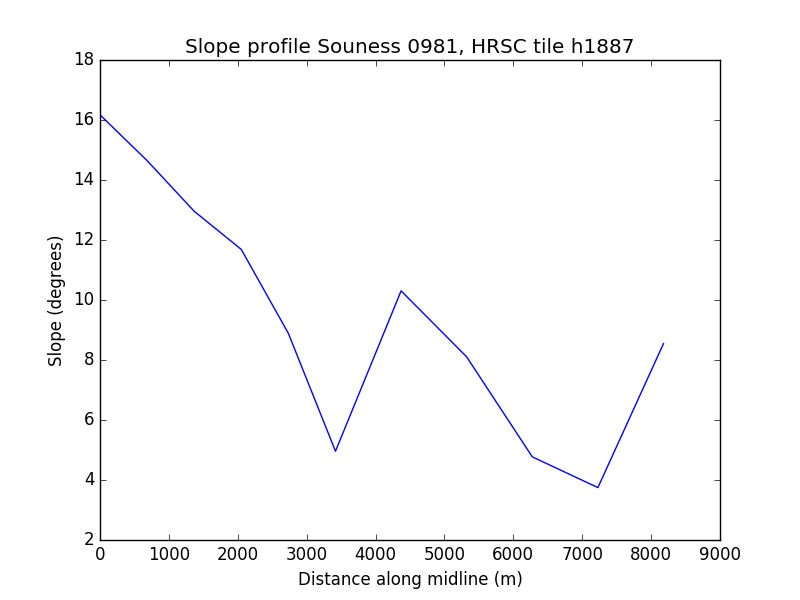 Slope profile Souness 0981, HRSC tile h1887
18
16
14
12
10
8
6
4
2
Slope (degrees)
0 1000 2000 3000 4000 5000 6000 7000 8000 9000
Distance along midline (m)